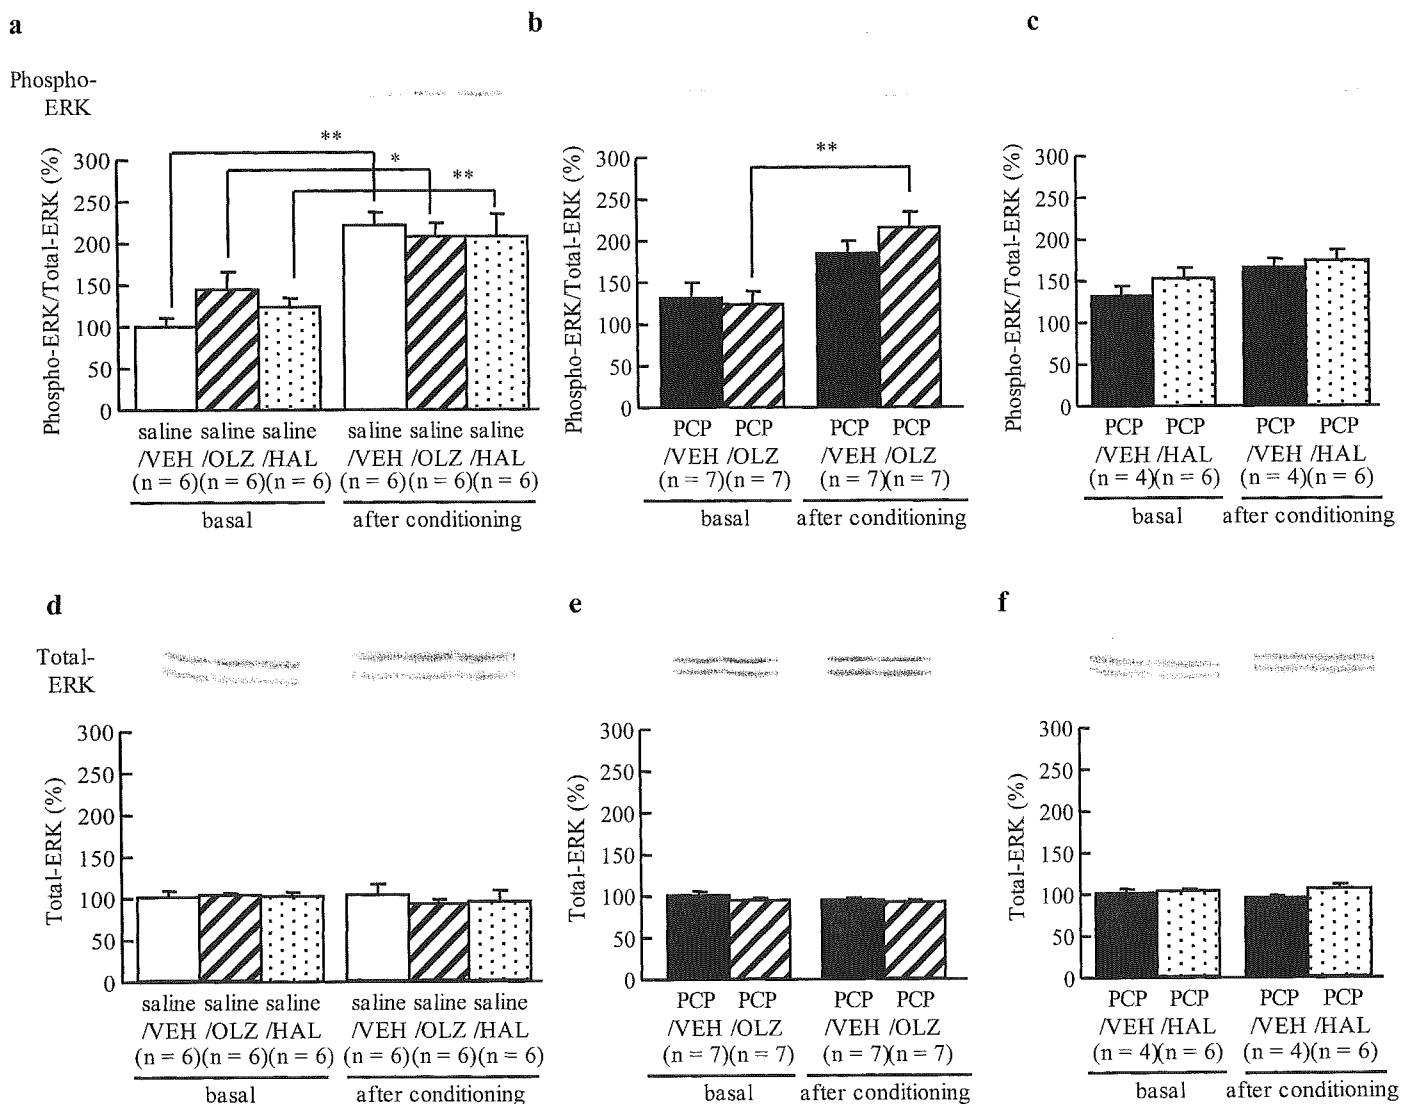 a
b
c
Phospho-
ERK
**
*
**
**
Phospho-ERK/Total-ERK (%)
300
250
200
150
100
50
0
saline saline saline
/VEH /OLZ /HAL
(n = 6)(n = 6)(n = 6)
basal
saline saline saline
/VEH /OLZ /HAL
(n = 6)(n = 6)(n = 6)
after conditioning
Phospho-ERK/Total-ERK (%)
300
250
200
150
100
50
0
PCP PCP
/VEH /OLZ
(n = 7)(n = 7)
basal
PCP PCP
/VEH /OLZ
(n = 7)(n = 7)
after conditioning
Phospho-ERK/Total-ERK (%)
300
250
200
150
100
50
0
PCP PCP
/VEH /HAL
(n = 4)(n = 6)
basal
PCP PCP
/VEH /HAL
(n = 4)(n = 6)
after conditioning
d
e
f
Total-
ERK
Total-ERK (%)
300
250
200
150
100
50
0
saline saline saline
/VEH /OLZ /HAL
(n = 6)(n = 6)(n = 6)
basal
saline saline saline
/VEH /OLZ /HAL
(n = 6)(n = 6)(n = 6)
after conditioning
Total-ERK (%)
300
250
200
150
100
50
0
PCP PCP
/VEH /OLZ
(n = 7)(n = 7)
basal
PCP PCP
/VEH /OLZ
(n = 7)(n = 7)
after conditioning
Total-ERK (%)
300
250
200
150
100
50
0
PCP PCP
/VEH /HAL
(n = 4)(n = 6)
basal
PCP PCP
/VEH /HAL
(n = 4)(n = 6)
after conditioning